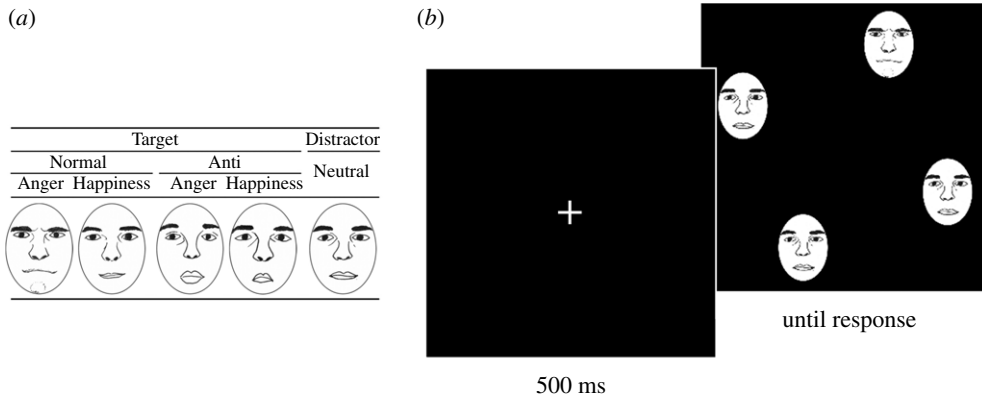 (a)
Target Distractor
Normal Anti Neutral
Anger Happiness Anger Happiness
(b)
500 ms
until response